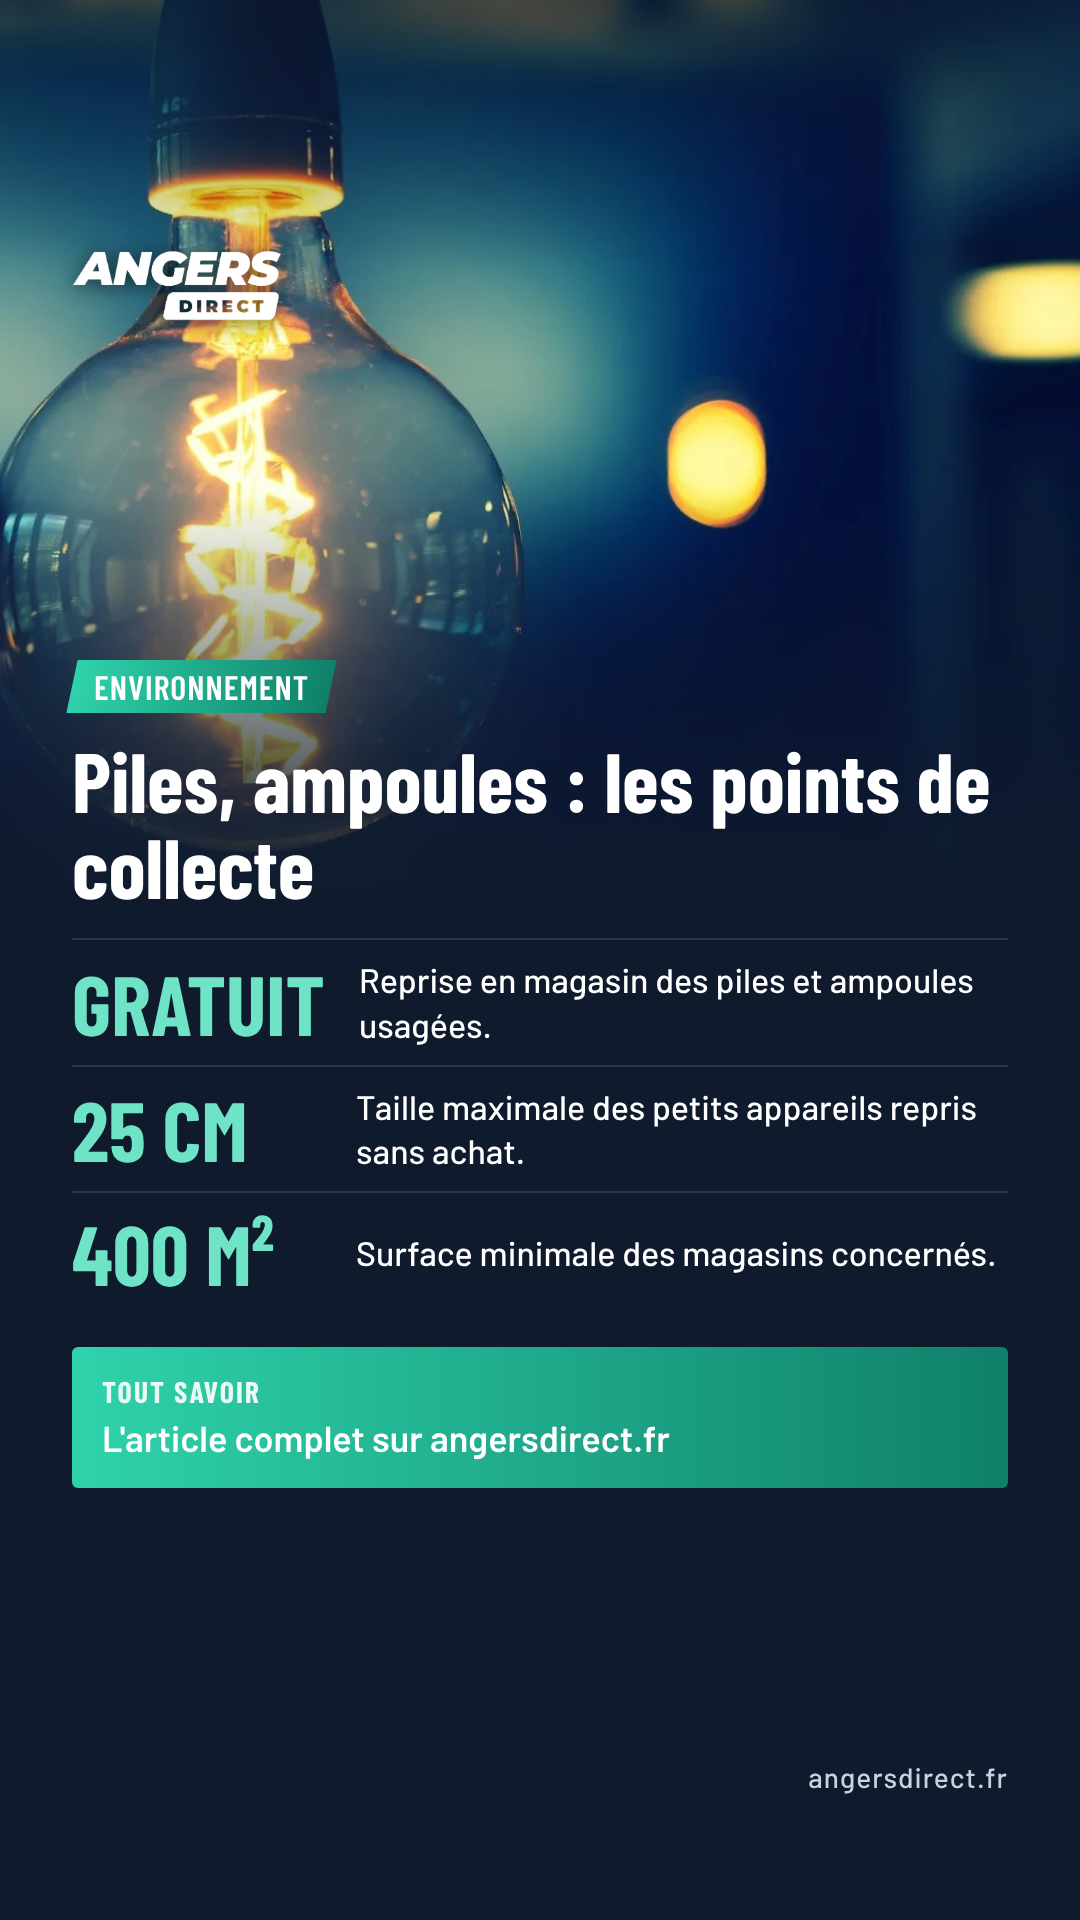 ANGERS
DIRECT
ENVIRONNEMENT
Piles, ampoules : les points de
collecte
GRATUIT
Reprise en magasin des piles et ampoules
usagées.
25 CM
Taille maximale des petits appareils repris
sans achat.
400 M²
Surface minimale des magasins concernés.
TOUT SAVOIR
L'article complet sur angersdirect.fr
angersdirect.fr